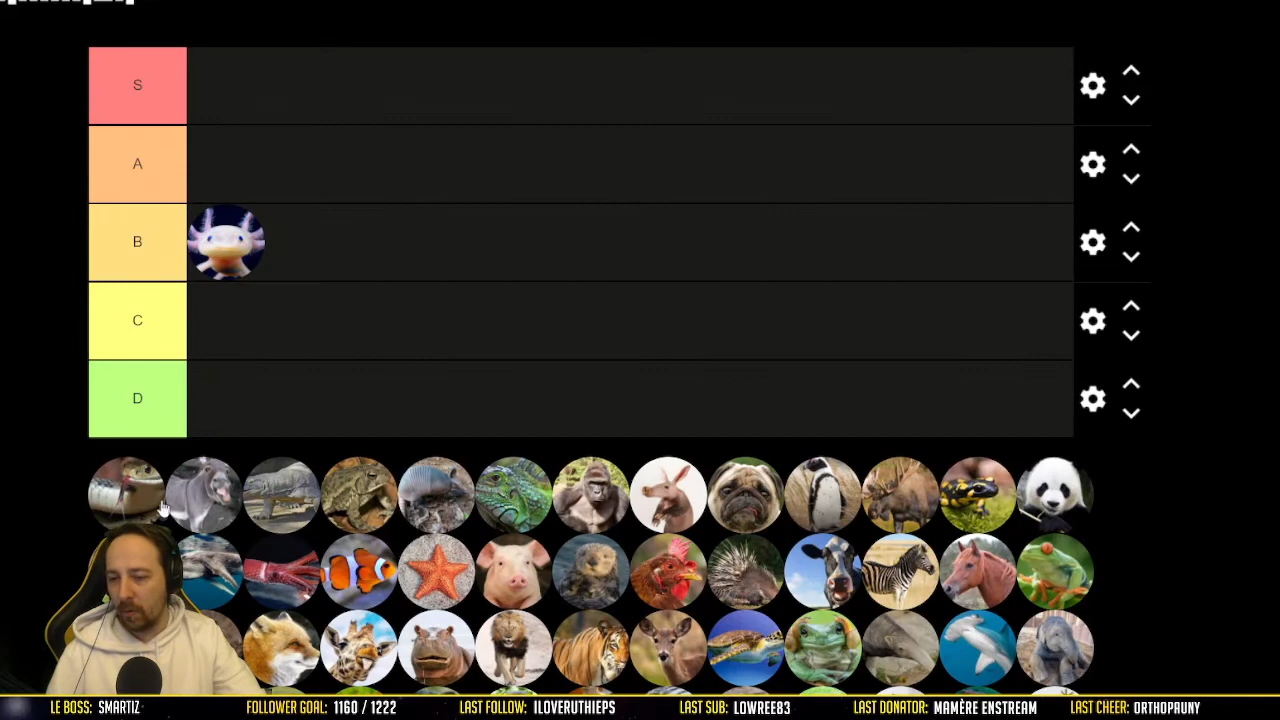 S
A
B
C
D
LE BOSS: SMARTIZ FOLLOWER GOAL: 1160 / 1222 LAST FOLLOW: ILOVERUTHIEPS LAST SUB: LOWREE83 LAST DONATOR: MAMÈRE ENSTREAM LAST CHEER: ORTHOPAUNY